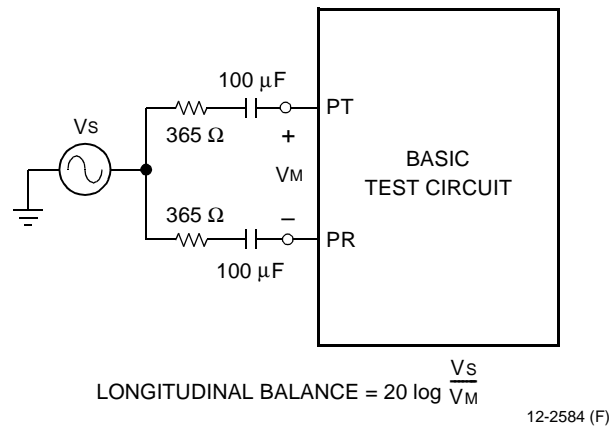 100 µF
PT
VS
365 Ω
+
VM
BASIC
TEST CIRCUIT
365 Ω
–
PR
100 µF
LONGITUDINAL BALANCE = 20 log VS/VM
12-2584 (F)